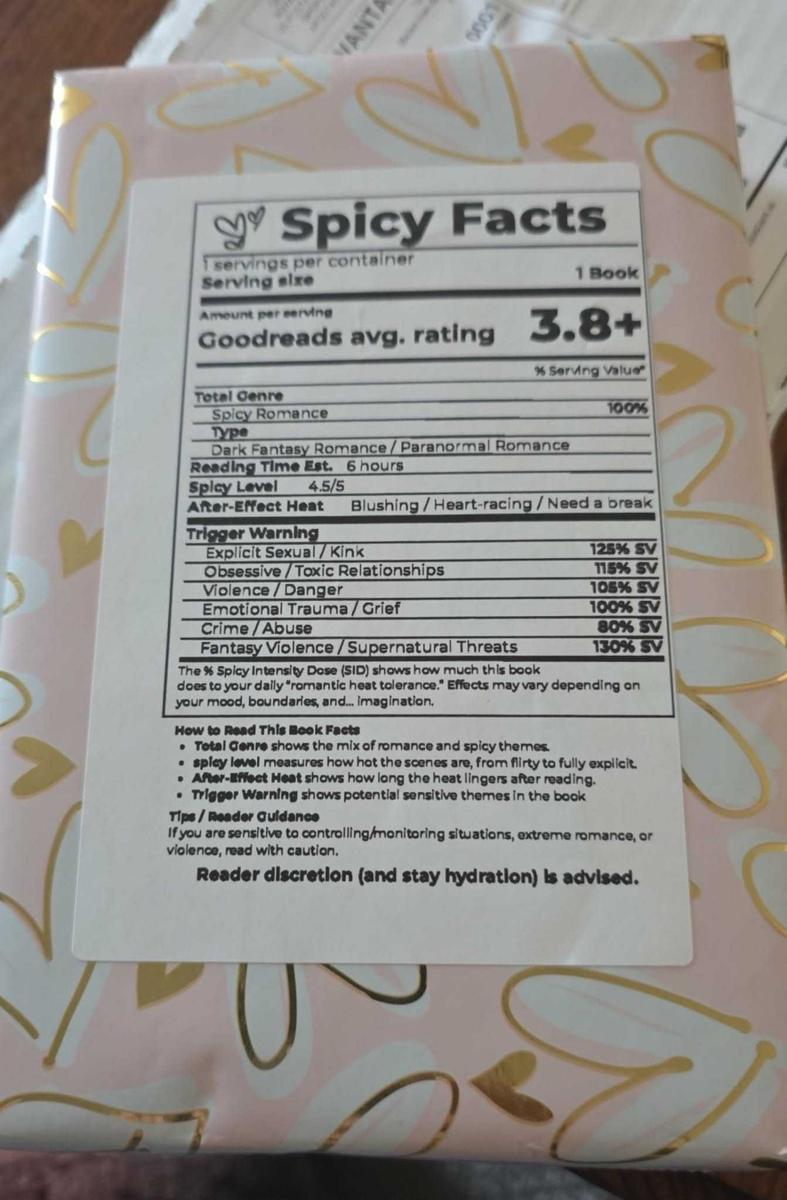 VANTA
0001
Spicy Facts
1 servings per container
Serving size 1 Book
Amount per serving
Goodreads avg. rating 3.8+
% Serving Value*
Total Genre
Spicy Romance 100%
Type
Dark Fantasy Romance / Paranormal Romance
Reading Time Est. 6 hours
Spicy Level 4.5/5
After-Effect Heat Blushing / Heart-racing / Need a break
Trigger Warning
Explicit Sexual / Kink 125% SV
Obsessive / Toxic Relationships 115% SV
Violence / Danger 105% SV
Emotional Trauma / Grief 100% SV
Crime / Abuse 80% SV
Fantasy Violence / Supernatural Threats 130% SV
The % Spicy Intensity Dose (SID) shows how much this book
does to your daily "romantic heat tolerance." Effects may vary depending on
your mood, boundaries, and... imagination.
How to Read This Book Facts
• Total Genre shows the mix of romance and spicy themes.
• spicy level measures how hot the scenes are, from flirty to fully explicit.
• After-Effect Heat shows how long the heat lingers after reading.
• Trigger Warning shows potential sensitive themes in the book
Tips / Reader Guidance
If you are sensitive to controlling/monitoring situations, extreme romance, or
violence, read with caution.
Reader discretion (and stay hydration) is advised.